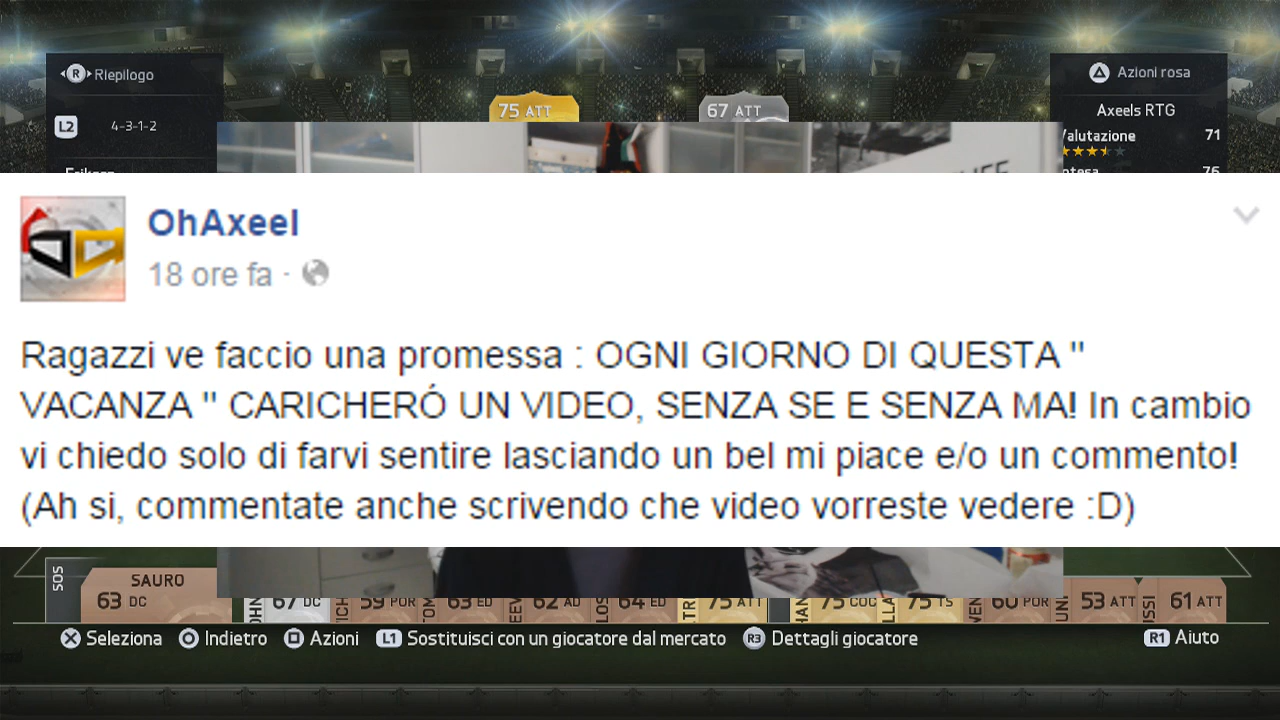 Riepilogo
L2 4-3-1-2
75 ATT
67 ATT
Azioni rosa
Axeels RTG
Valutazione 71
76
OhAxeel
18 ore fa ·
Ragazzi ve faccio una promessa : OGNI GIORNO DI QUESTA "
VACANZA " CARICHERÓ UN VIDEO, SENZA SE E SENZA MA! In cambio
vi chiedo solo di farvi sentire lasciando un bel mi piace e/o un commento!
(Ah si, commentate anche scrivendo che video vorreste vedere :D)
SOS
SAURO
63 DC
67 DC
59 POR
63 ED
62 AD
64 ED
75 ATT
75 COC
75 TS
60 POR
53 ATT
61 ATT
Seleziona Indietro Azioni L1 Sostituisci con un giocatore dal mercato R3 Dettagli giocatore R1 Aiuto